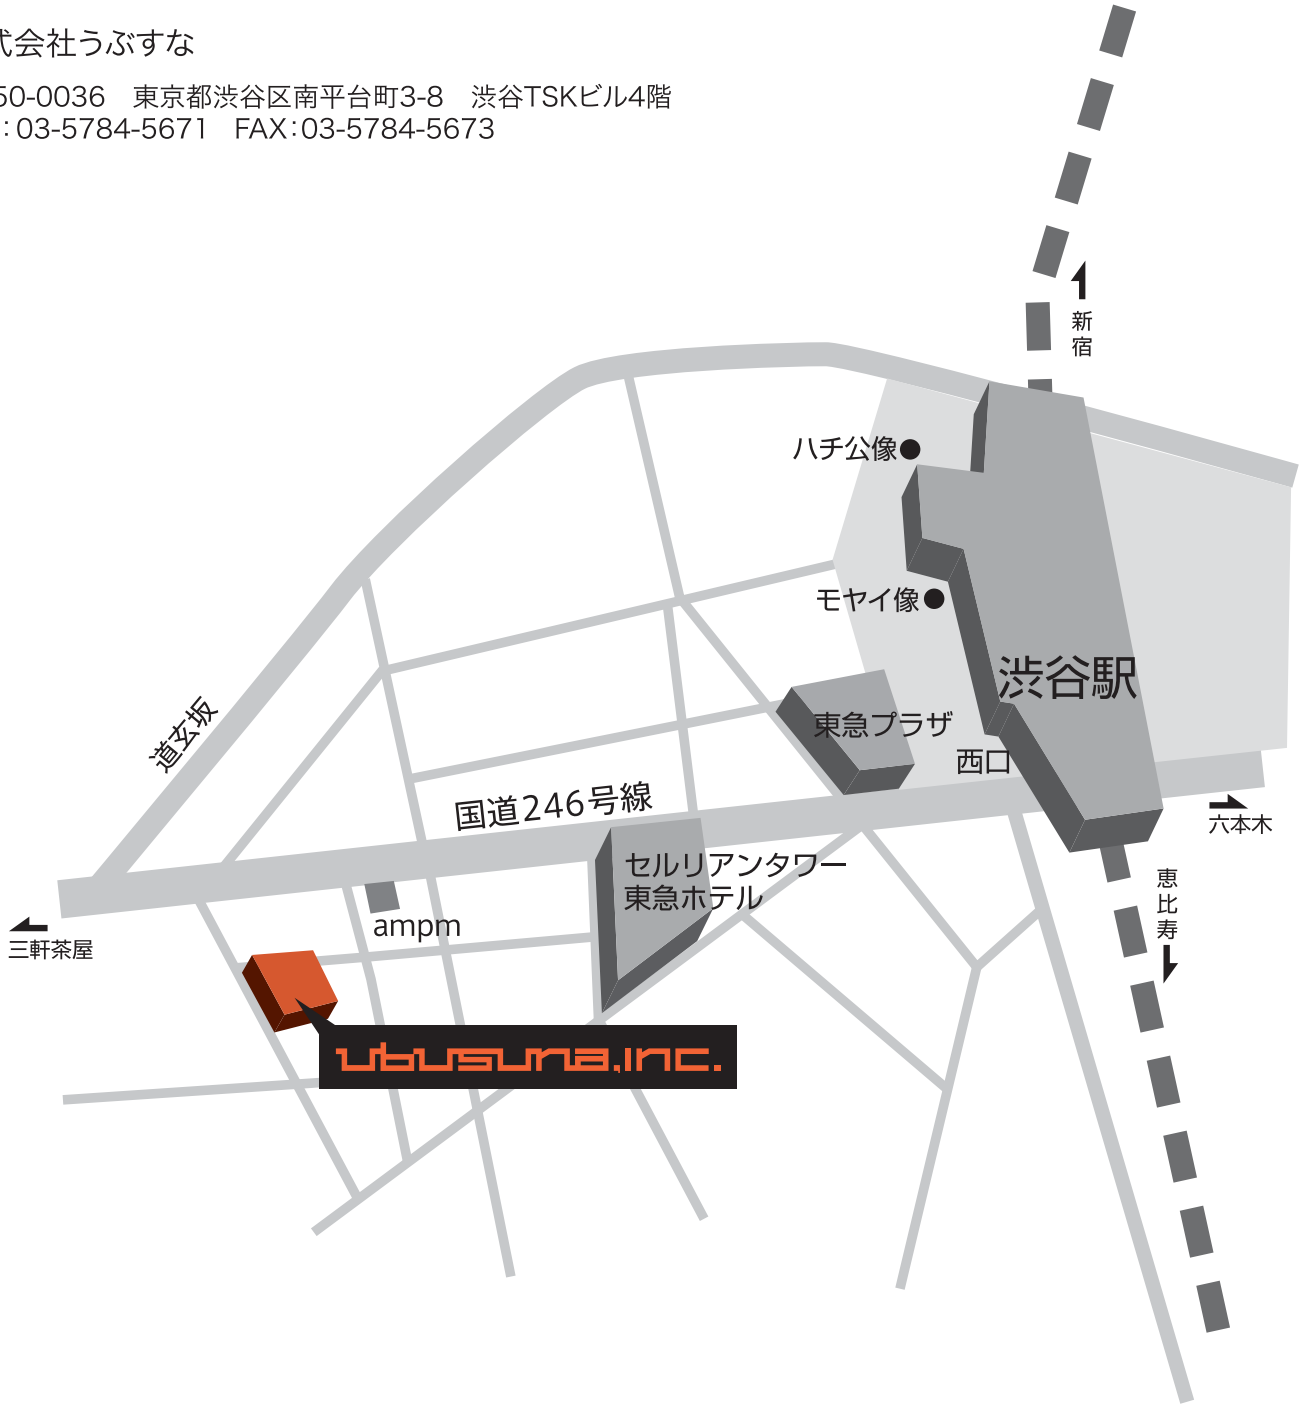 式会社うぶすな
50-0036　東京都渋谷区南平台町3-8　渋谷TSKビル4階
：03-5784-5671　FAX：03-5784-5673
新宿
ハチ公像
モヤイ像
渋谷駅
道玄坂
東急プラザ
西口
国道246号線
六本木
セルリアンタワー
東急ホテル
恵比寿
ampm
三軒茶屋
ubusuna.inc.